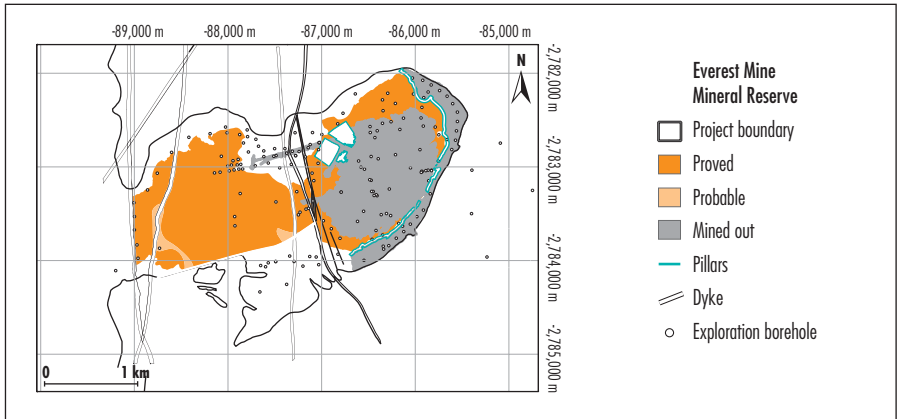 -89,000 m
-88,000 m
-87,000 m
-86,000 m
-85,000 m
N
-2,782,000 m
-2,783,000 m
-2,784,000 m
-2,785,000 m
0
1 km
Everest Mine
Mineral Reserve
Project boundary
Proved
Probable
Mined out
Pillars
Dyke
Exploration borehole